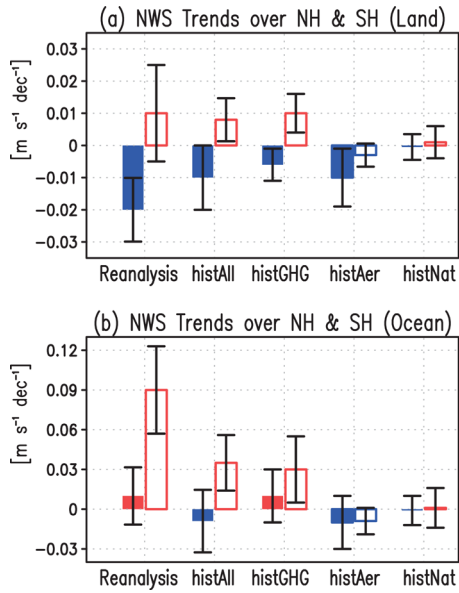 (a) NWS Trends over NH & SH (Land)
[m s⁻¹ dec⁻¹]
0.03
0.02
0.01
0
−0.01
−0.02
−0.03
Reanalysis histAll histGHG histAer histNat
(b) NWS Trends over NH & SH (Ocean)
[m s⁻¹ dec⁻¹]
0.12
0.09
0.06
0.03
0
−0.03
Reanalysis histAll histGHG histAer histNat